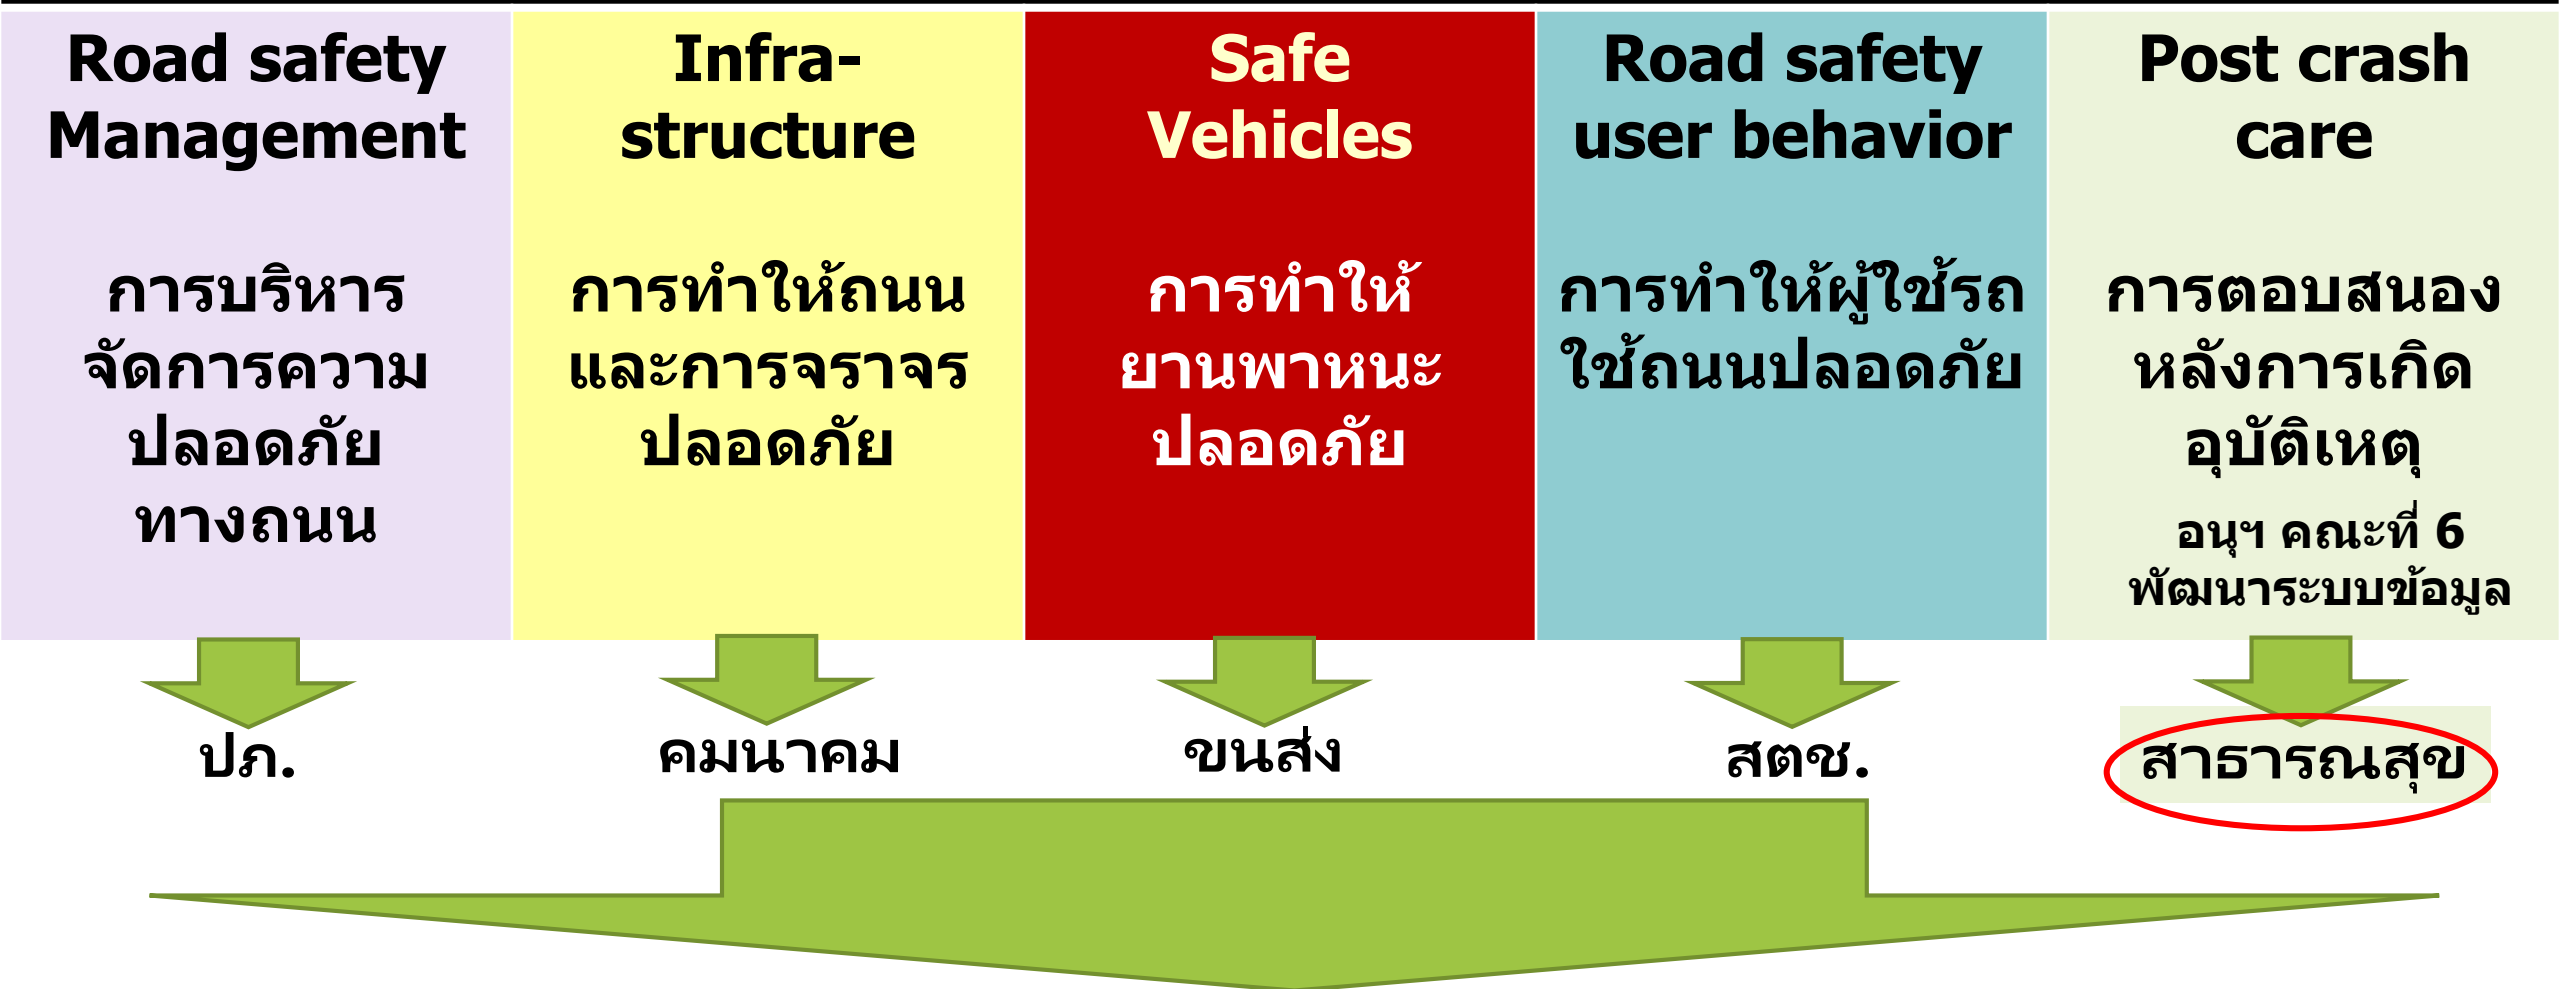 Road safety
Management
การบริหาร
จัดการความ
ปลอดภัย
ทางถนน
Infra-
structure
การทำให้ถนน
และการจราจร
ปลอดภัย
Safe
Vehicles
การทำให้
ยานพาหนะ
ปลอดภัย
Road safety
user behavior
การทำให้ผู้ใช้รถ
ใช้ถนนปลอดภัย
Post crash
care
การตอบสนอง
หลังการเกิด
อุบัติเหตุ
อนุฯ คณะที่ 6
พัฒนาระบบข้อมูล
ปภ.
คมนาคม
ขนส่ง
สตช.
สาธารณสุข